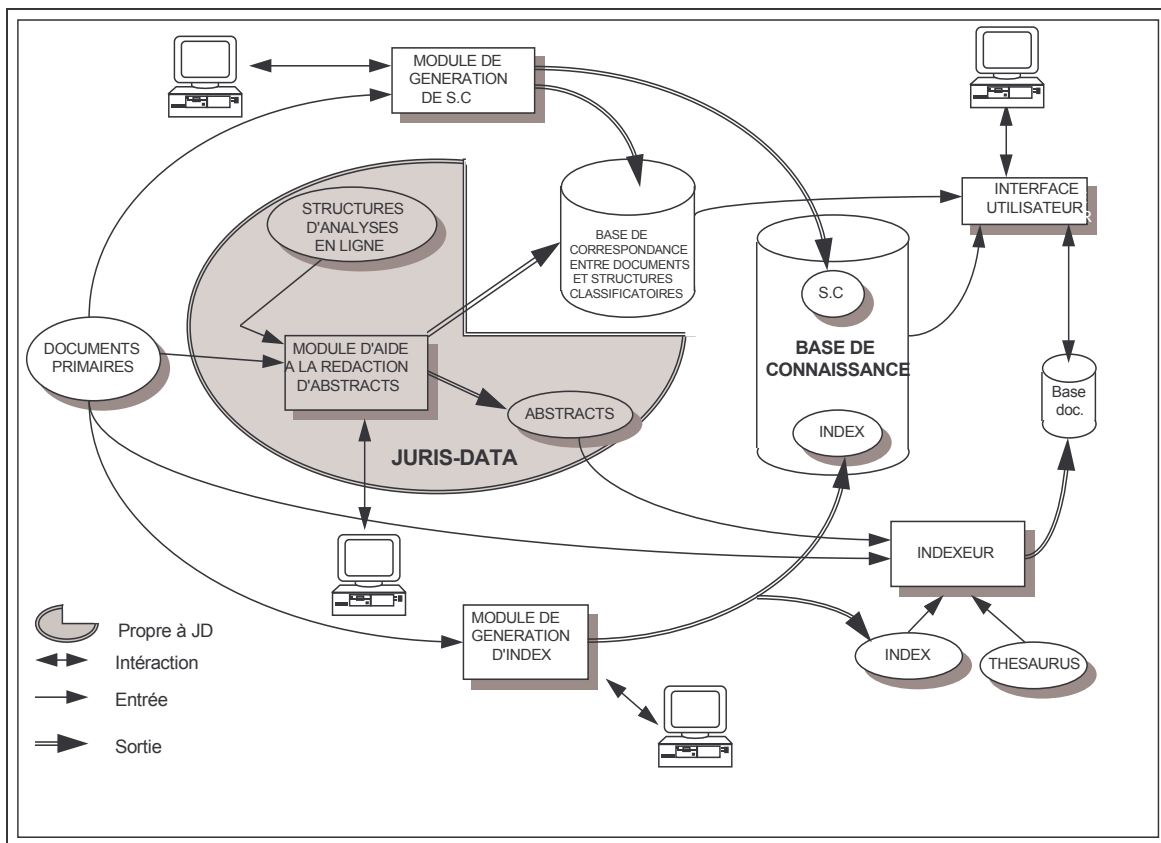 MODULE DE
GENERATION
DE S.C
STRUCTURES
D'ANALYSES
EN LIGNE
BASE DE
CORRESPONDANCE
ENTRE DOCUMENTS
ET STRUCTURES
CLASSIFICATOIRES
INTERFACE
UTILISATEUR
S.C
DOCUMENTS
PRIMAIRES
MODULE D'AIDE
A LA REDACTION
D'ABSTRACTS
BASE DE
CONNAISSANCE
Base
doc.
ABSTRACTS
INDEX
JURIS-DATA
INDEXEUR
MODULE DE
GENERATION
D'INDEX
INDEX
THESAURUS
Propre à JD
Intéraction
Entrée
Sortie